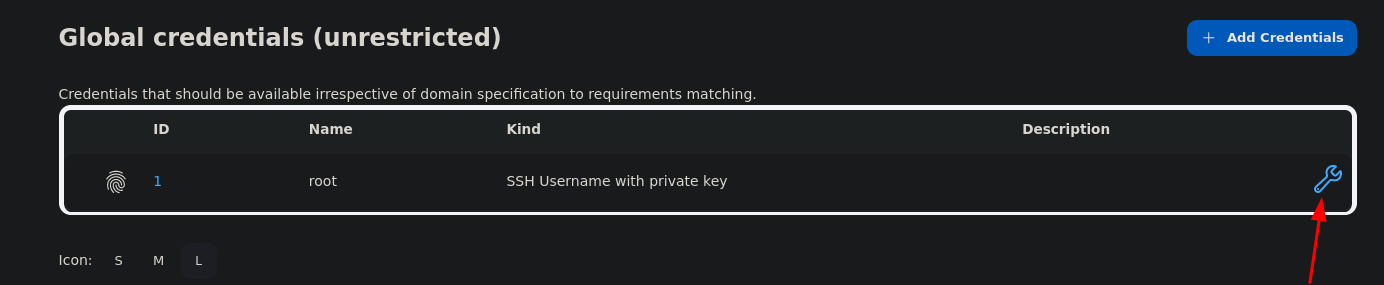 Global credentials (unrestricted)
+ Add Credentials
Credentials that should be available irrespective of domain specification to requirements matching.
ID Name Kind Description
1 root SSH Username with private key
Icon: S M L